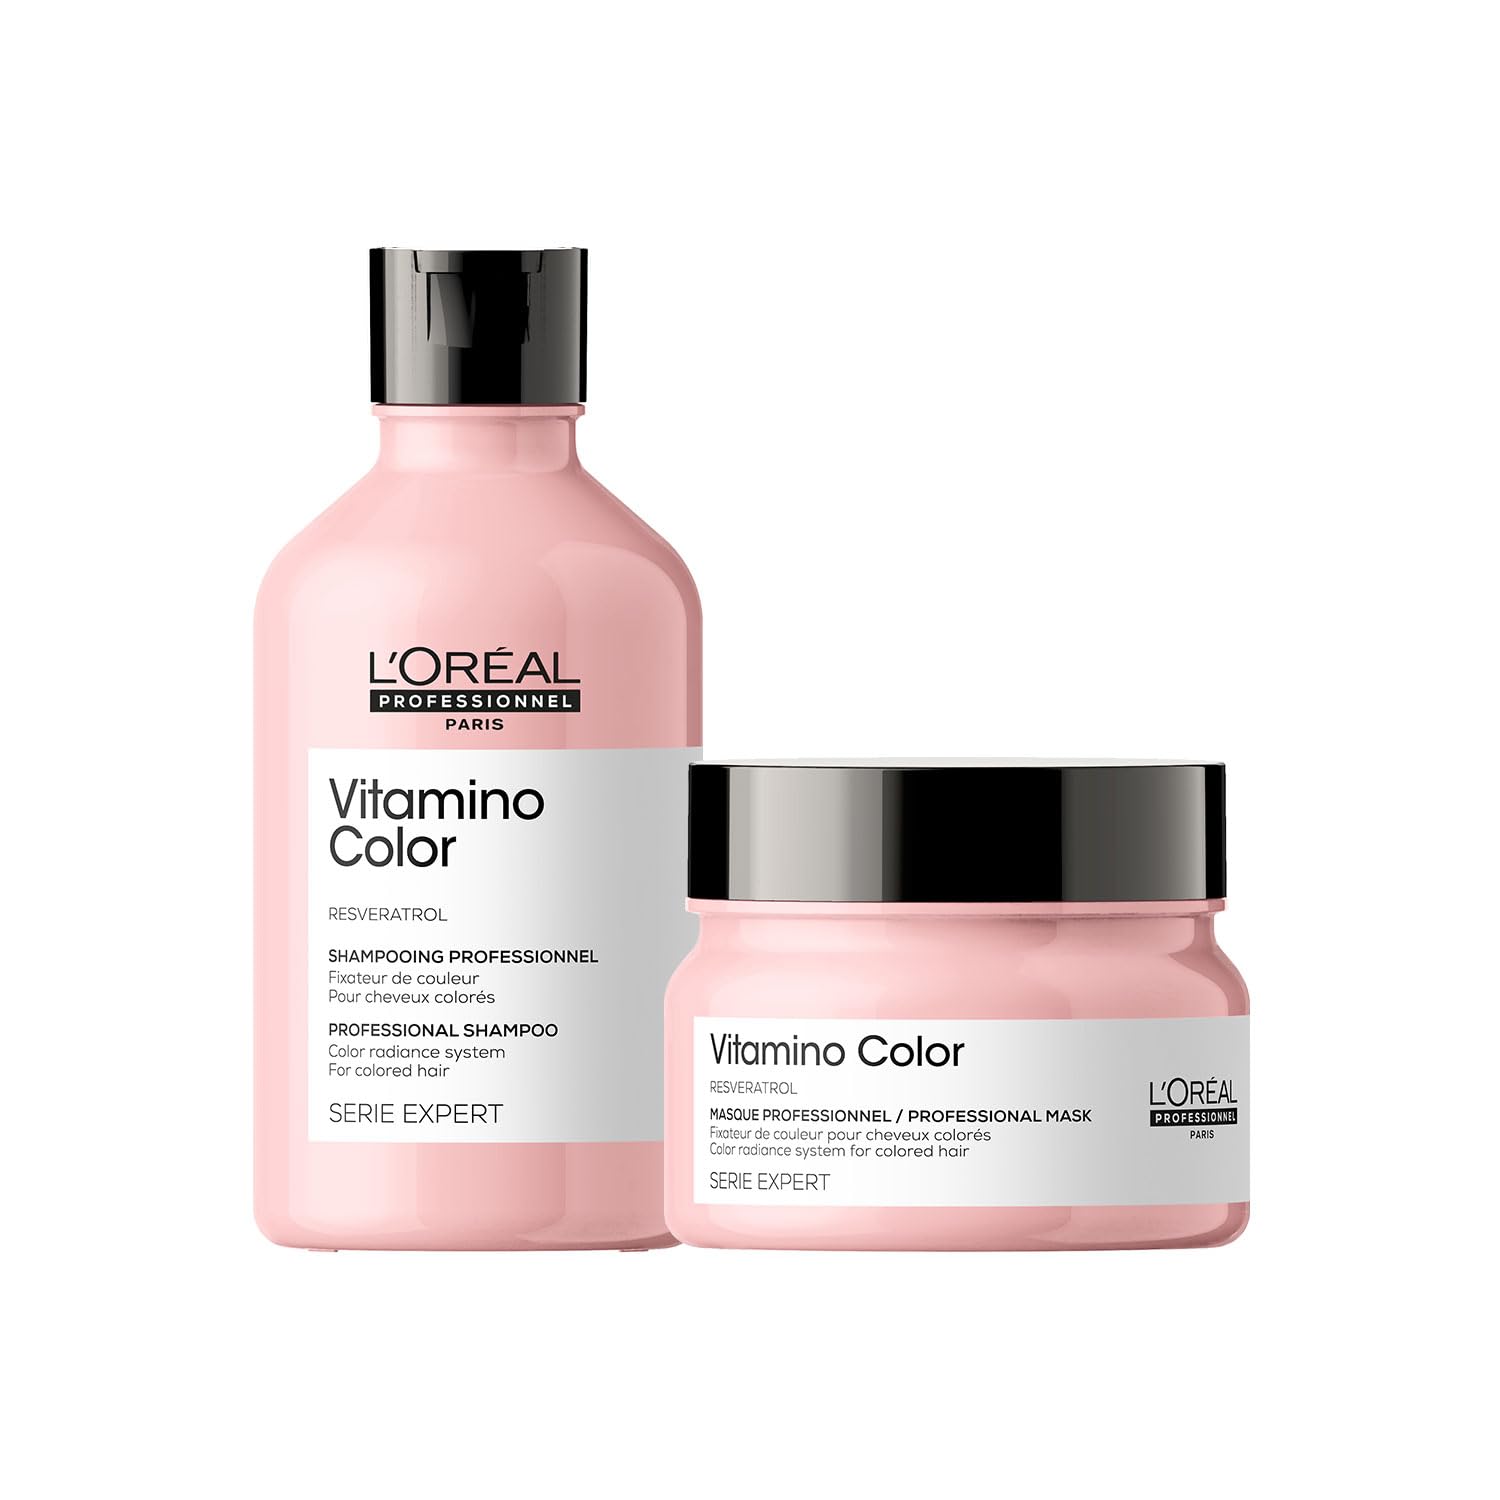 L'ORÉAL
PROFESSIONNEL
PARIS
Vitamino
Color
RESVERATROL
SHAMPOOING PROFESSIONNEL
Fixateur de couleur
Pour cheveux colorés
PROFESSIONAL SHAMPOO
Color radiance system
For colored hair
SERIE EXPERT
Vitamino Color
RESVERATROL
MASQUE PROFESSIONNEL / PROFESSIONAL MASK
Fixateur de couleur pour cheveux colorés
Color radiance system for colored hair
SERIE EXPERT
L'ORÉAL
PROFESSIONNEL
PARIS